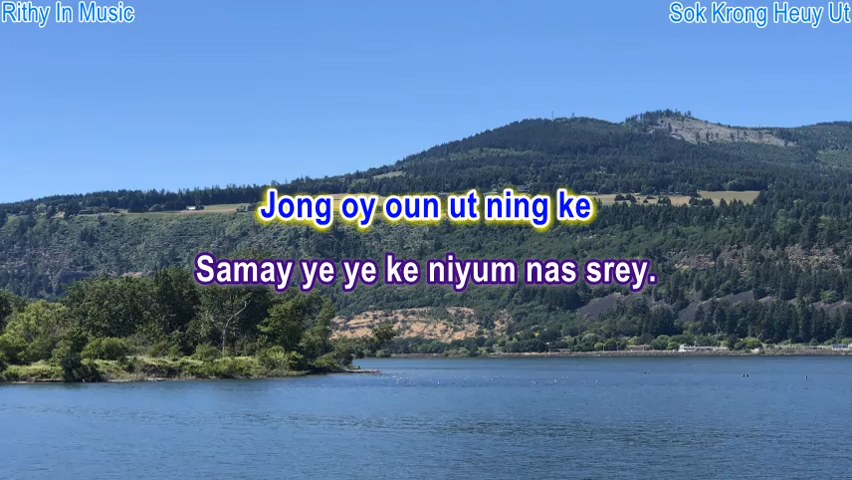 Rithy In Music
Sok Krong Heuy Ut
Jong oy oun ut ning ke
Samay ye ye ke niyum nas srey.